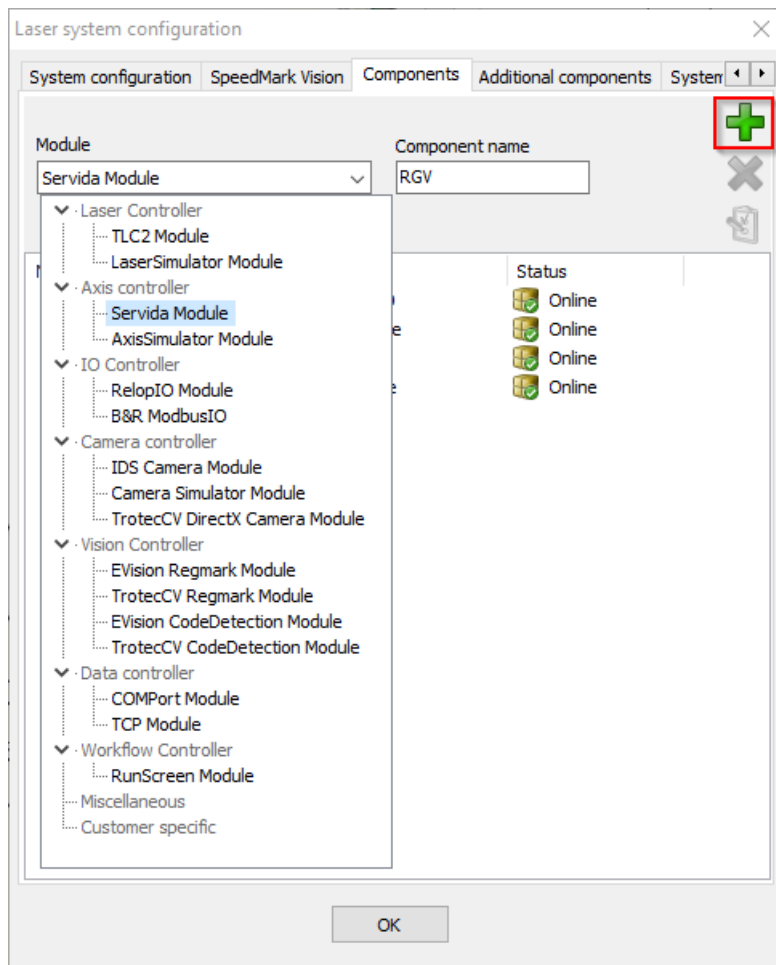 Laser system configuration
System configuration SpeedMark Vision Components Additional components System
Module
Component name
Servida Module
RGV
Laser Controller
TLC2 Module
LaserSimulator Module
Status
Axis controller
Online
Servida Module
Online
AxisSimulator Module
Online
IO Controller
Online
RelopIO Module
B&R ModbusIO
Camera controller
IDS Camera Module
Camera Simulator Module
TrotecCV DirectX Camera Module
Vision Controller
EVision Regmark Module
TrotecCV Regmark Module
EVision CodeDetection Module
TrotecCV CodeDetection Module
Data controller
COMPort Module
TCP Module
Workflow Controller
RunScreen Module
Miscellaneous
Customer specific
OK